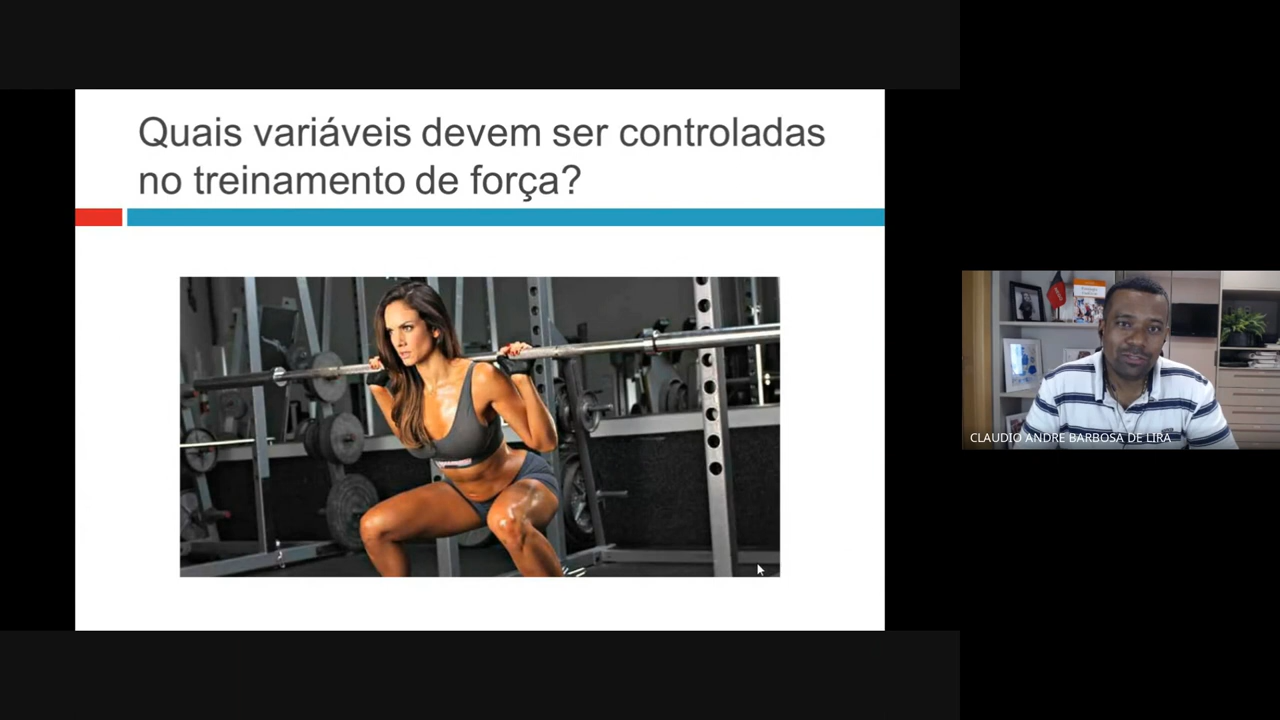 Quais variáveis devem ser controladas
no treinamento de força?
CLAUDIO ANDRE BARBOSA DE LIRA